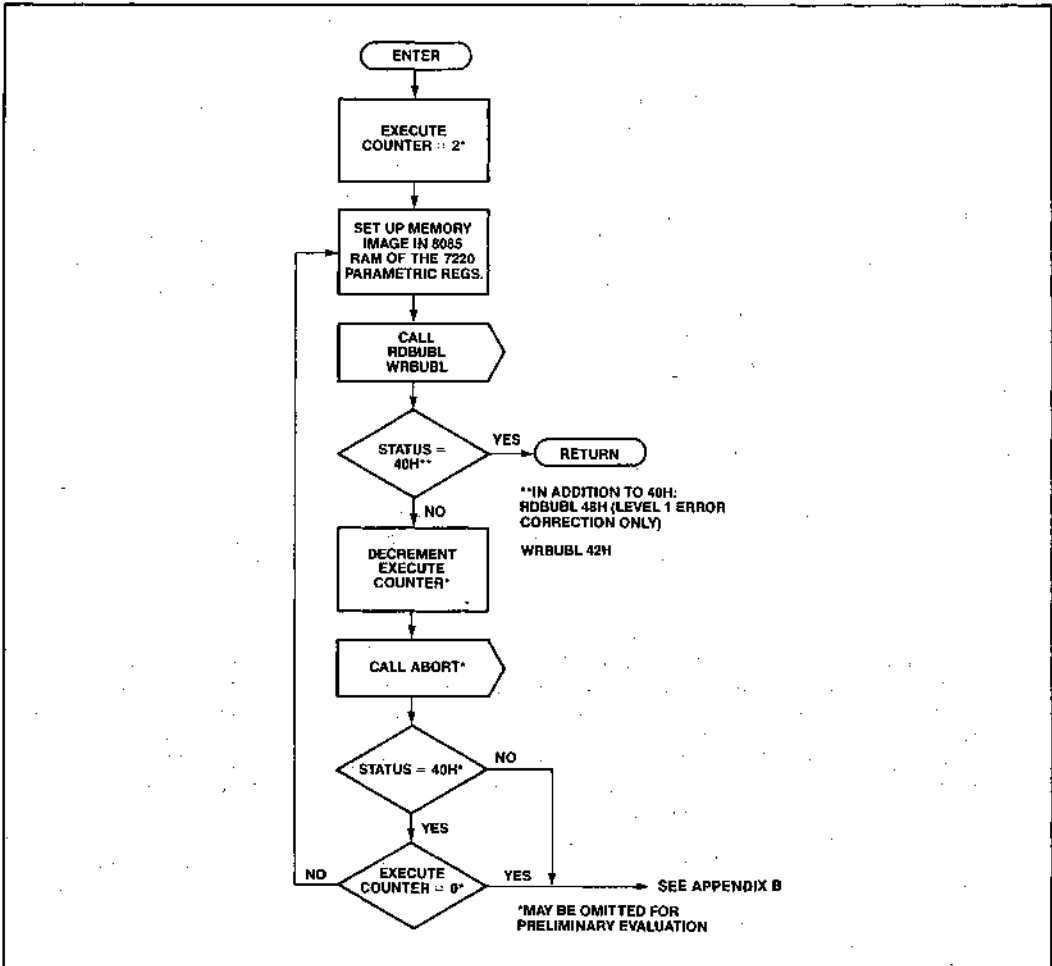 ENTER
EXECUTE
COUNTER = 2*
SET UP MEMORY
IMAGE IN 8085
RAM OF THE 7220
PARAMETRIC REGS.
CALL
RDBUBL
WRBUBL
STATUS =
40H**
YES
RETURN
**IN ADDITION TO 40H:
RDBUBL 48H (LEVEL 1 ERROR
CORRECTION ONLY)
WRBUBL 42H
NO
DECREMENT
EXECUTE
COUNTER*
CALL ABORT*
STATUS = 40H*
NO
YES
NO
EXECUTE
COUNTER = 0*
YES
SEE APPENDIX B
*MAY BE OMITTED FOR
PRELIMINARY EVALUATION